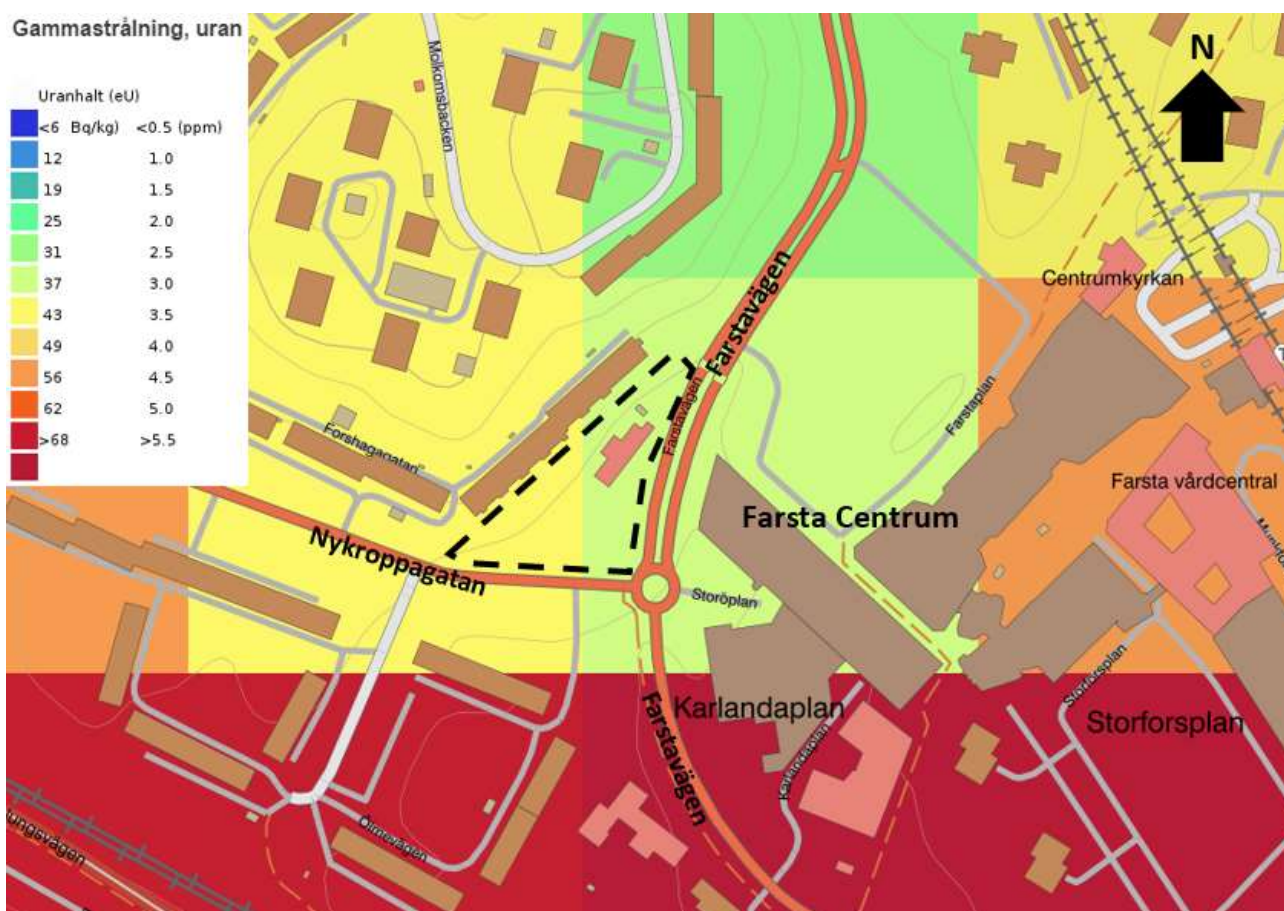 Gammastrålning, uran
Uranhalt (eU)
<6 Bq/kg) <0.5 (ppm)
12 1.0
19 1.5
25 2.0
31 2.5
37 3.0
43 3.5
49 4.0
56 4.5
62 5.0
>68 >5.5
N
Molkomsbacken
Centrumkyrkan
Farstavägen
Farstavägen
Farstaplan
Forshagagatan
Farsta vårdcentral
Farsta Centrum
Nykroppagatan
Storöplan
Storforsplan
Karlandaplan
Storforsplan
Farstavägen
Karlandaplan
Ölmevägen